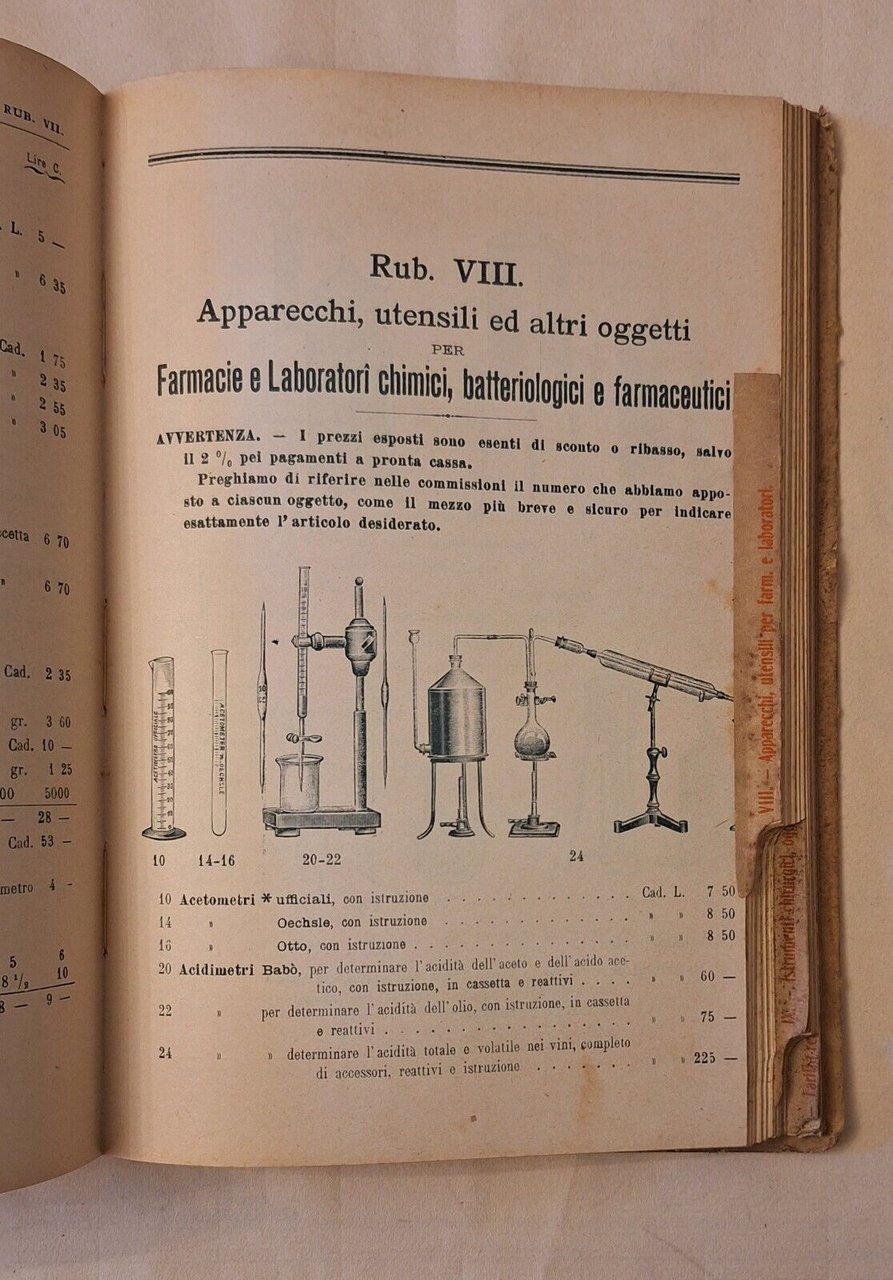 RUB. VII.
Lire C.
L. 5 —
" 6 35
Cad. 1 75
" 2 35
" 2 55
" 3 05
6 70
" 6 70
Cad. 2 35
gr. 3 60
Cad. 10 —
gr. 1 25
00 5000
— 28 —
Cad. 53 —
metro 4 -
5 6
8 ½ 10
8 — 9 —
Rub. VIII.
Apparecchi, utensili ed altri oggetti
PER
Farmacie e Laboratorî chimici, batteriologici e farmaceutici
AVVERTENZA. — I prezzi esposti sono esenti di sconto o ribasso, salvo
il 2 % pei pagamenti a pronta cassa.
Preghiamo di riferire nelle commissioni il numero che abbiamo appo-
sto a ciascun oggetto, come il mezzo più breve e sicuro per indicare
esattamente l'articolo desiderato.
ACETOMETER n. OECHSLE
10 14-16 20-22 24
10 Acetometri * ufficiali, con istruzione . . . . . . . . . . . . . Cad. L. 7 50
14 " Oechsle, con istruzione . . . . . . . . . . . . . " " 8 50
16 " Otto, con istruzione . . . . . . . . . . . . . . " " 8 50
20 Acidimetri Babò, per determinare l'acidità dell'aceto e dell'acido ace-
tico, con istruzione, in cassetta e reattivi . . . . " " 60 —
22 " per determinare l'acidità dell'olio, con istruzione, in cassetta
e reattivi . . . . . . . . . . . . . . . . " " 75 —
24 " " determinare l'acidità totale e volatile nei vini, completo
di accessori, reattivi e istruzione . . . . . . . " " 225 —
VIII. — Apparecchi, utensili per farm. e laboratori.
IX. — Istrumenti chirurgici,